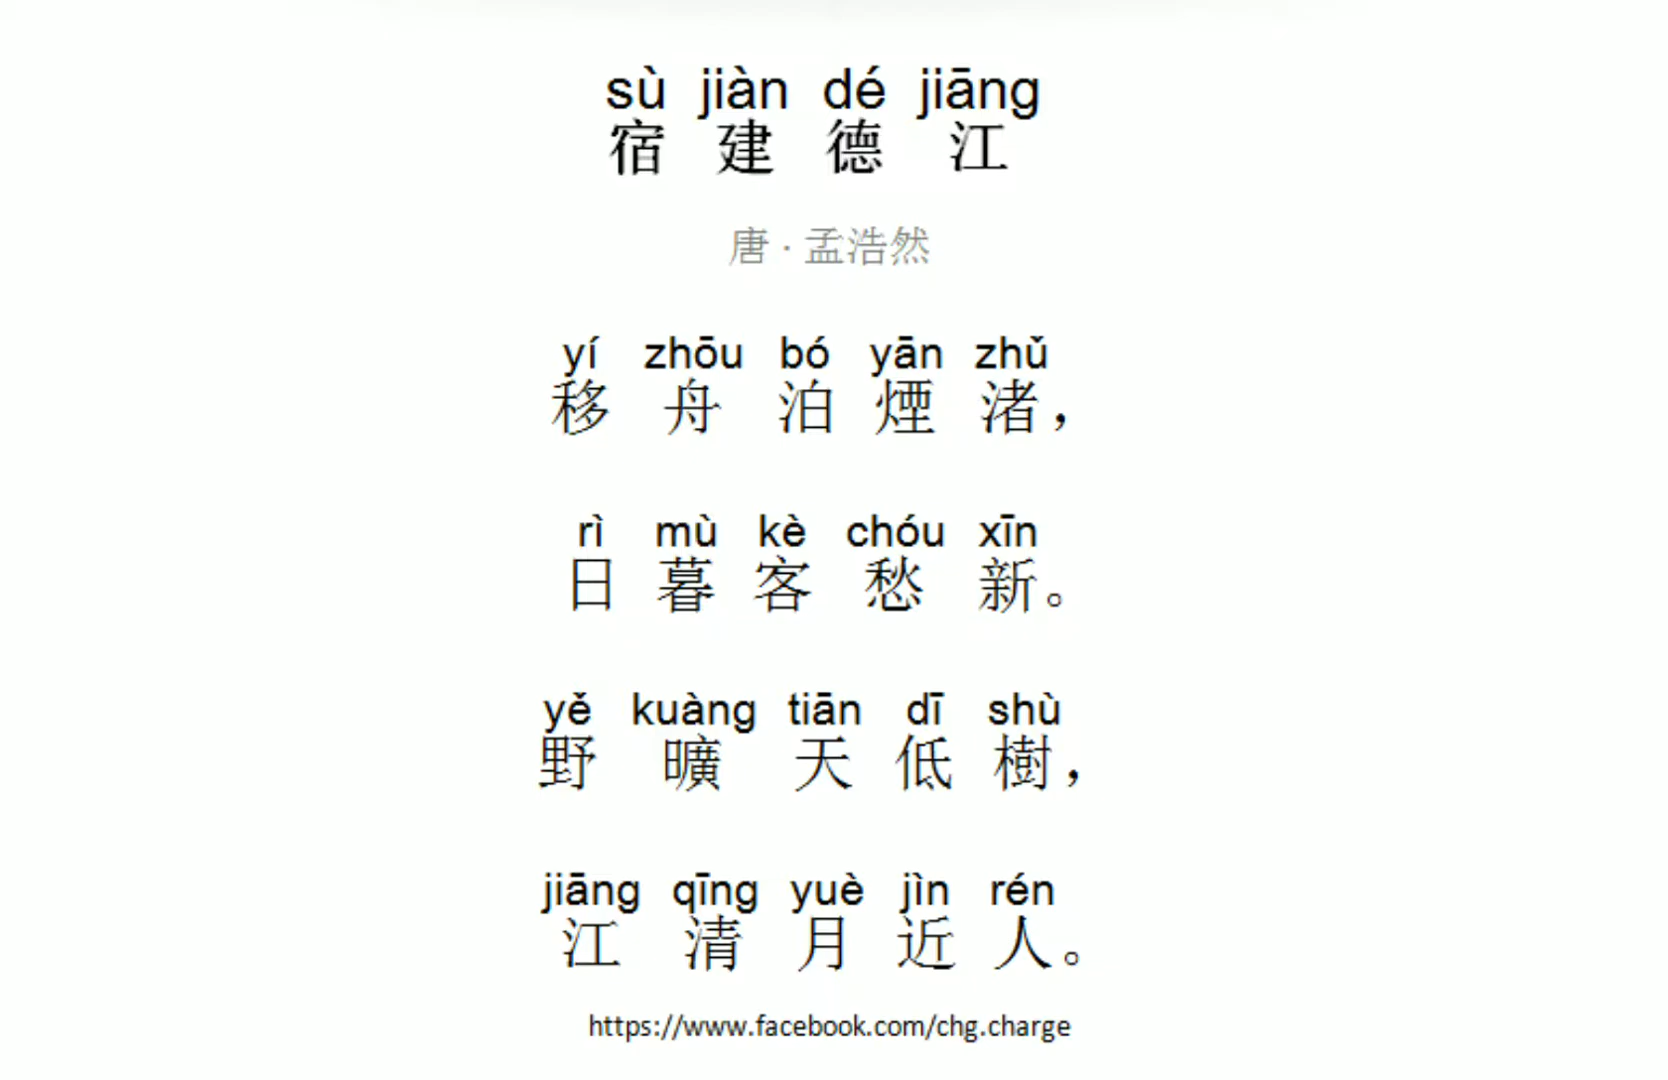 sù jiàn dé jiāng
宿 建 德 江
唐 · 孟浩然
yí zhōu bó yān zhǔ
移 舟 泊 煙 渚，
rì mù kè chóu xīn
日 暮 客 愁 新。
yě kuàng tiān dī shù
野 曠 天 低 樹，
jiāng qīng yuè jìn rén
江 清 月 近 人。
https://www.facebook.com/chg.charge